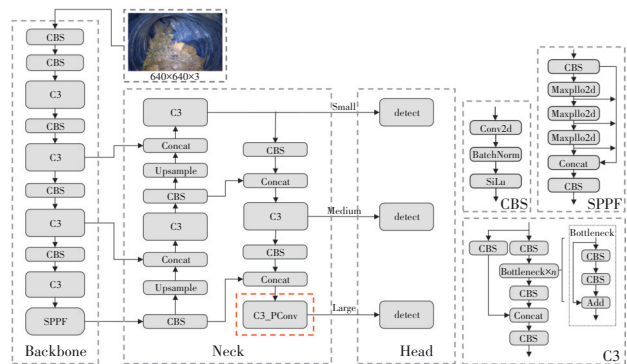 CBS
CBS
C3
CBS
C3
CBS
C3
CBS
C3
SPPF
Backbone
640×640×3
C3
Concat
Upsample
CBS
C3
Concat
Upsample
CBS
CBS
Concat
C3
CBS
Concat
C3_PConv
Neck
Small
Medium
Large
detect
detect
detect
Head
Conv2d
BatchNorm
SiLu
CBS
CBS
Maxpllo2d
Maxpllo2d
Maxpllo2d
Concat
CBS
SPPF
CBS
CBS
Bottleneck×n
CBS
Concat
CBS
Bottleneck
CBS
CBS
Add
C3